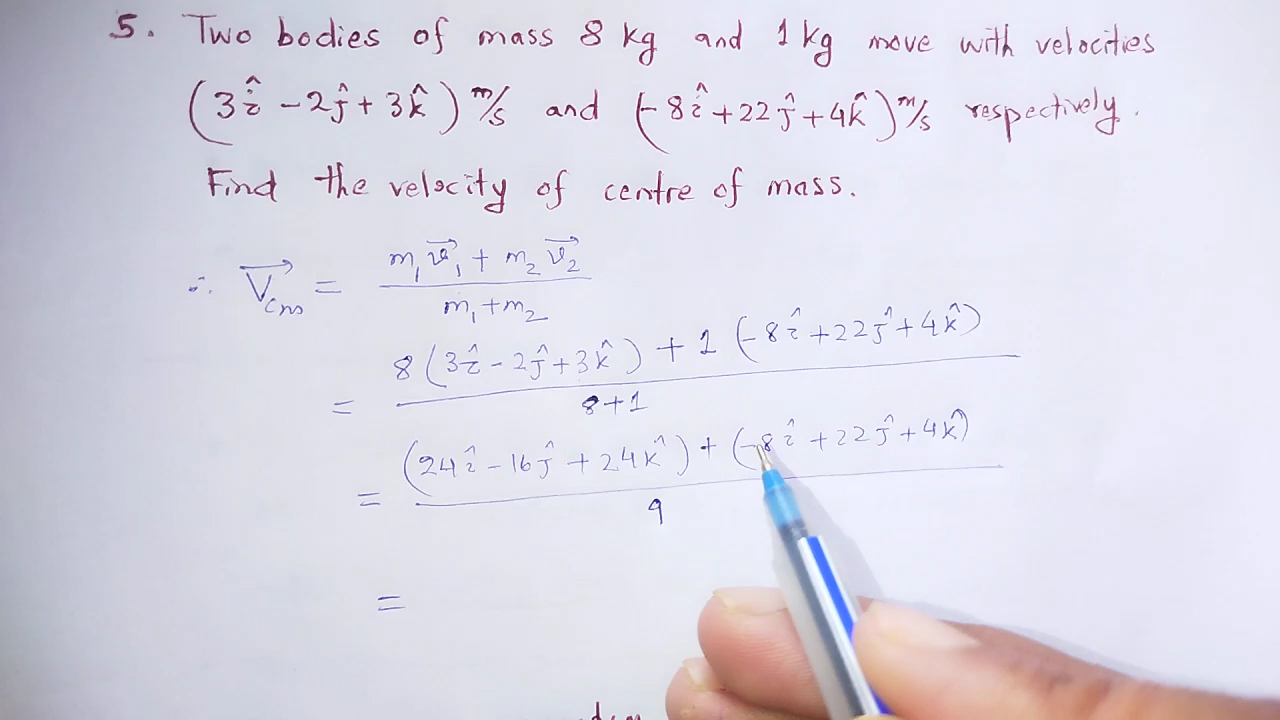 5. Two bodies of mass 8 kg and 1 kg move with velocities
(3î - 2ĵ + 3k̂) m/s and (-8î + 22ĵ + 4k̂) m/s respectively.
Find the velocity of centre of mass.
∴ V⃗cm = (m₁v⃗₁ + m₂v⃗₂) / (m₁ + m₂)
= 8(3î - 2ĵ + 3k̂) + 1(-8î + 22ĵ + 4k̂) / 8+1
= (24î - 16ĵ + 24k̂) + (-8î + 22ĵ + 4k̂) / 9
=